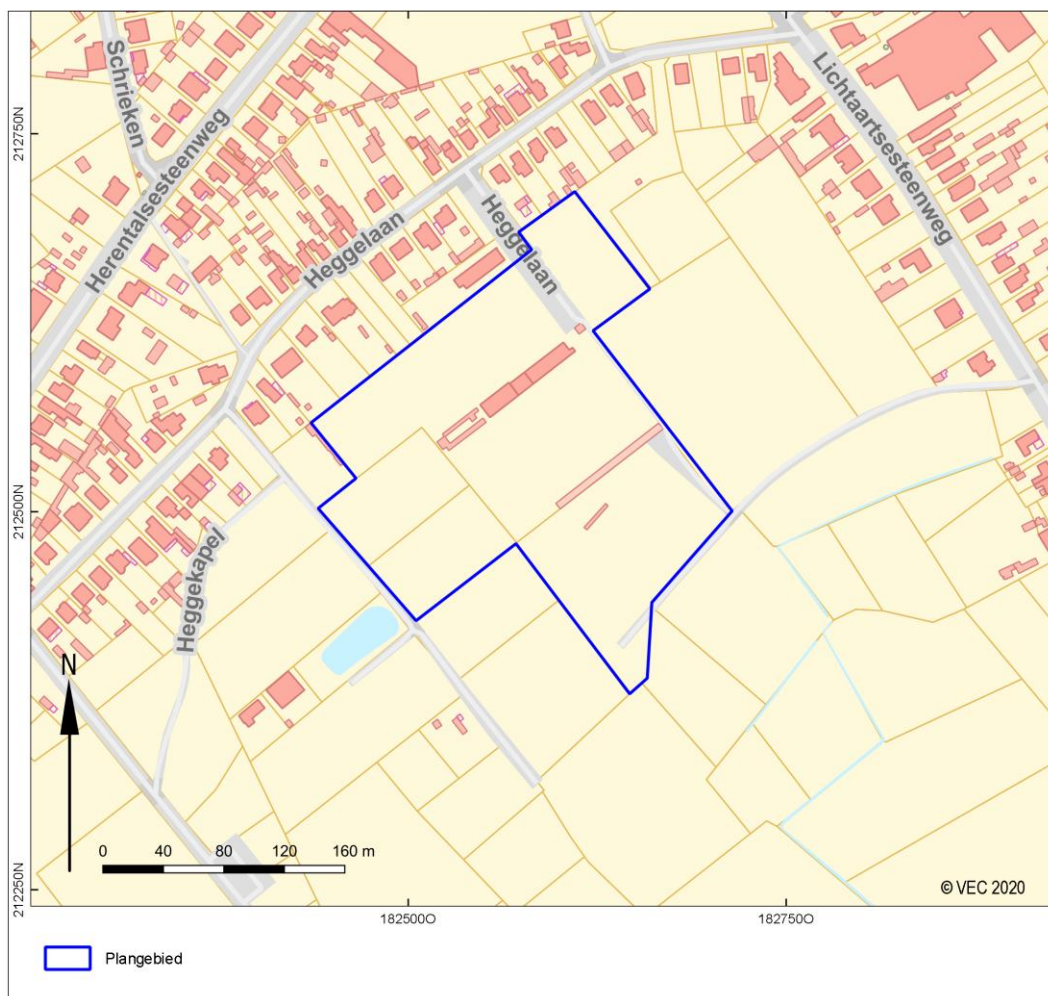 Schrieken
Herentalsesteenweg
Lichtaartsesteenweg
212750N
Heggelaan
Heggelaan
212500N
Heggekapel
N
0 40 80 120 160 m
212250N
© VEC 2020
182500O
182750O
Plangebied